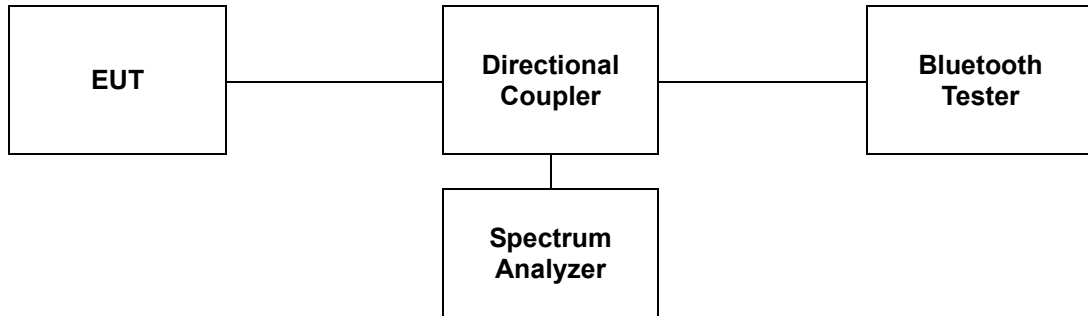 EUT
Directional
Coupler
Bluetooth
Tester
Spectrum
Analyzer